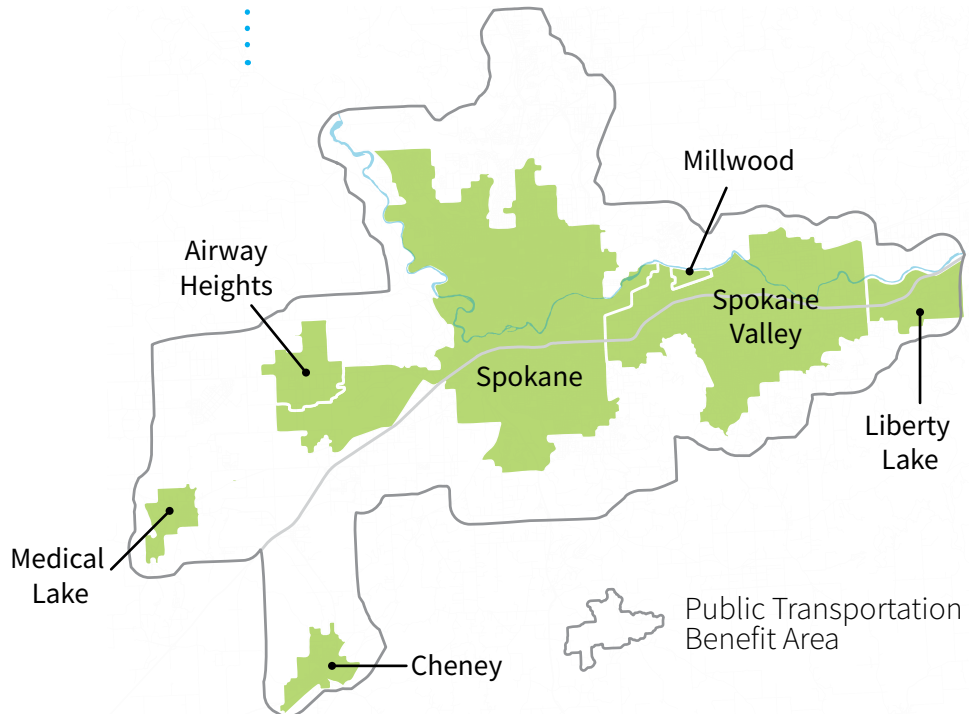 Millwood
Airway
Heights
Spokane
Valley
Spokane
Liberty
Lake
Medical
Lake
Public Transportation
Benefit Area
Cheney